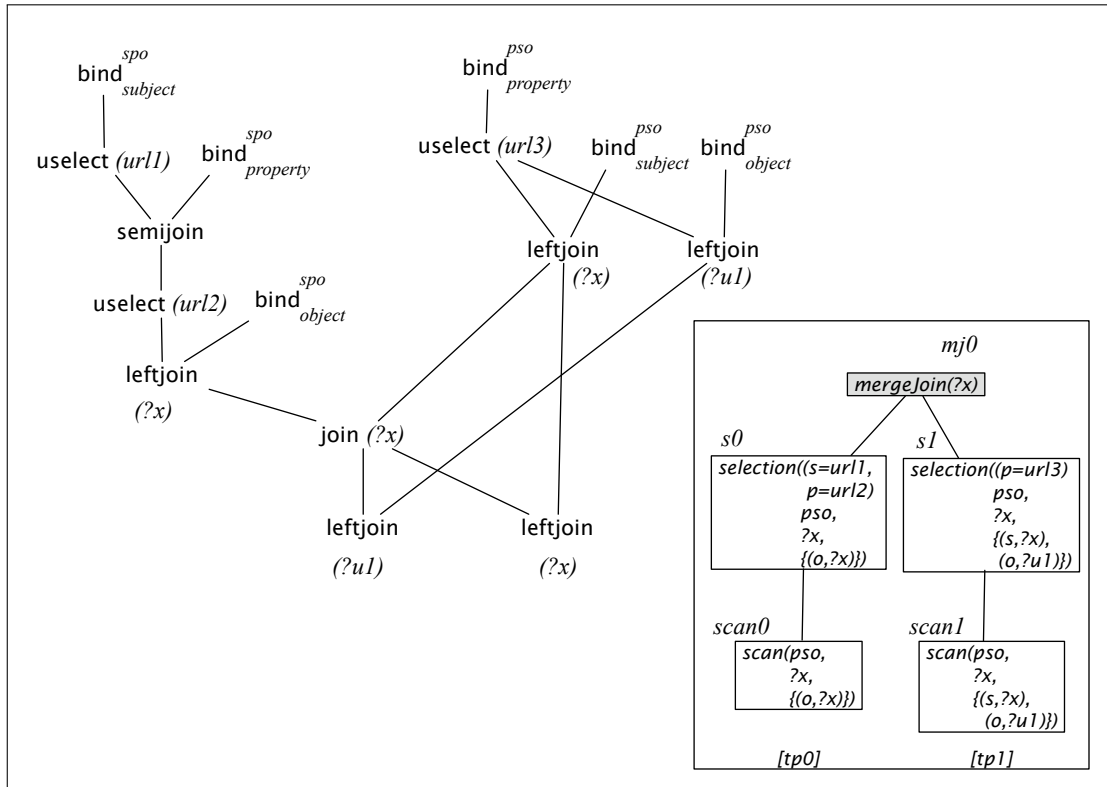 bind spo subject
bind pso property
uselect (url1)
bind spo property
uselect (url3)
bind pso subject
bind pso object
semijoin
leftjoin
(?x)
leftjoin
(?u1)
uselect (url2)
bind spo object
leftjoin
(?x)
join (?x)
leftjoin
(?u1)
leftjoin
(?x)
mj0
mergeJoin(?x)
s0
selection((s=url1,
p=url2)
pso,
?x,
{(o,?x)})
s1
selection((p=url3)
pso,
?x,
{(s,?x),
(o,?u1)})
scan0
scan(pso,
?x,
{(o,?x)})
scan1
scan(pso,
?x,
{(s,?x),
(o,?u1)})
[tp0]
[tp1]